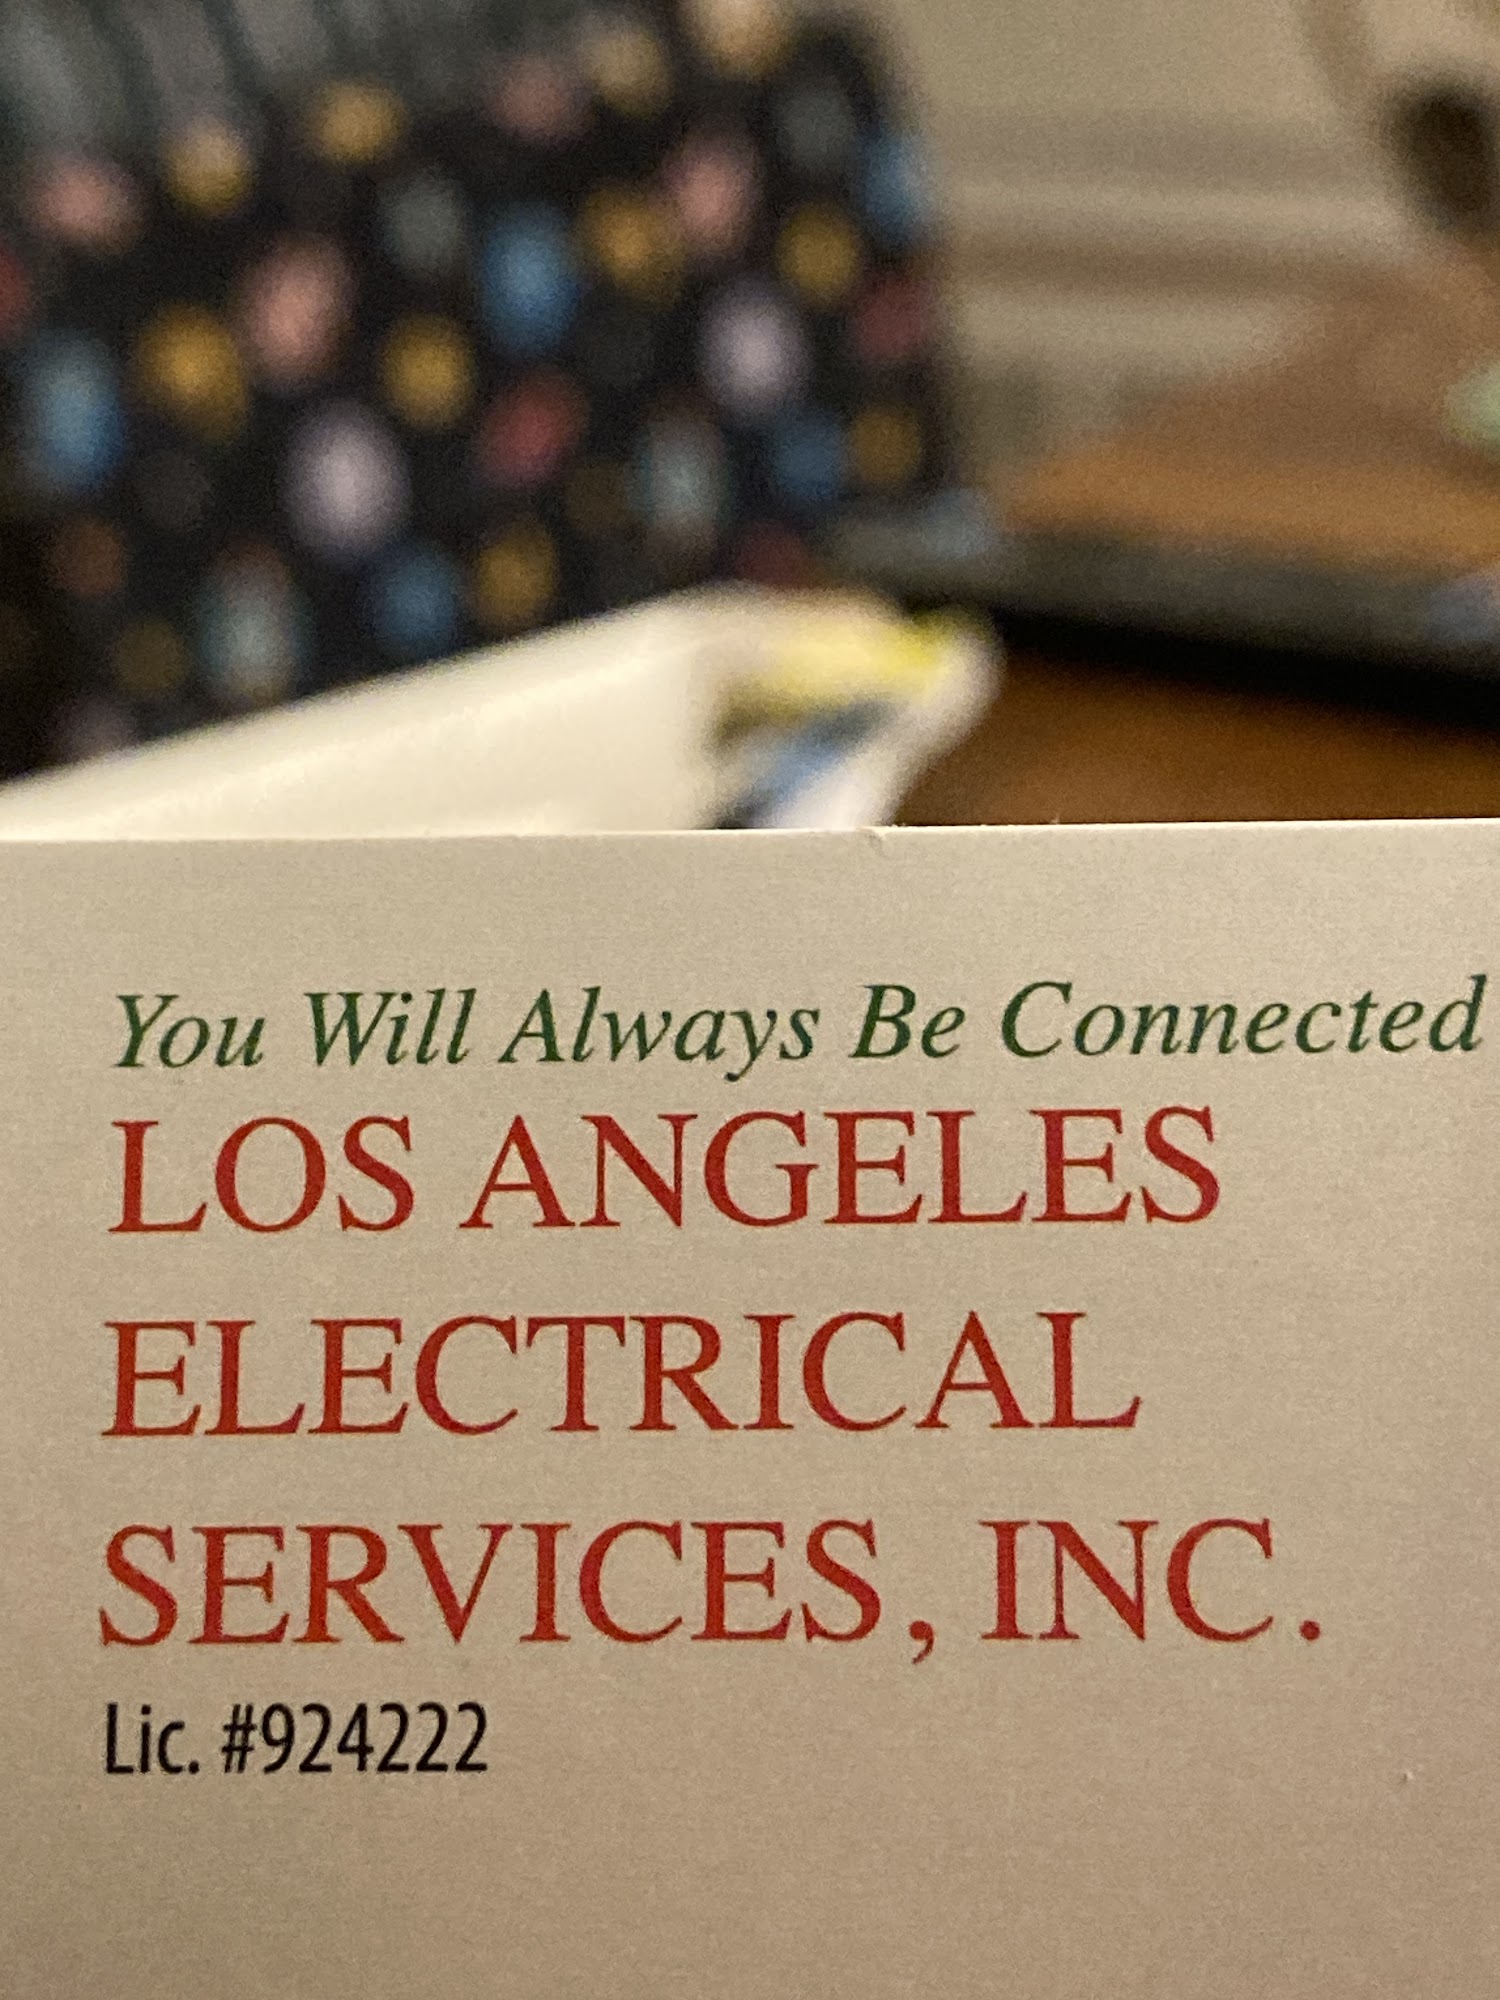 You Will Always Be Connected
LOS ANGELES
ELECTRICAL
SERVICES, INC.
Lic. #924222